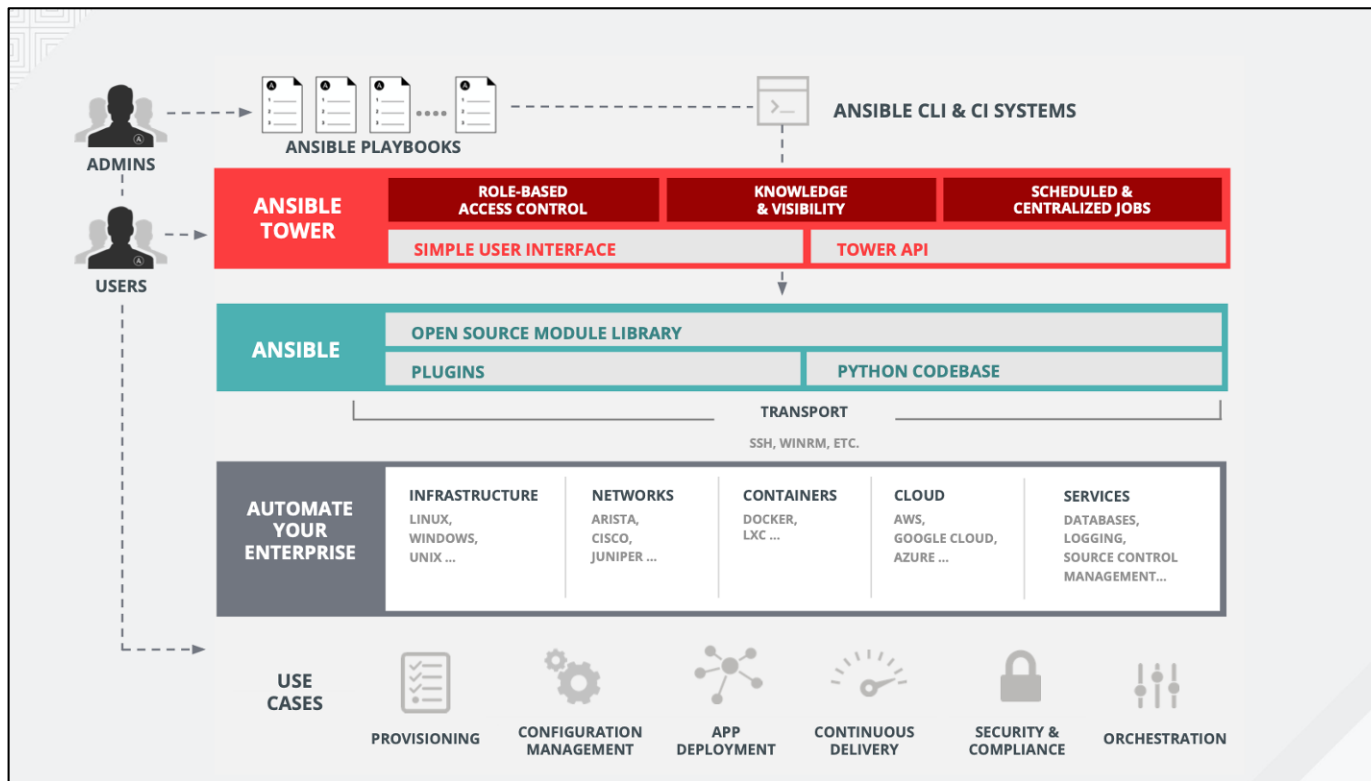 ANSIBLE CLI & CI SYSTEMS
ANSIBLE PLAYBOOKS
ADMINS
USERS
ANSIBLE
TOWER
ROLE-BASED
ACCESS CONTROL
KNOWLEDGE
& VISIBILITY
SCHEDULED &
CENTRALIZED JOBS
SIMPLE USER INTERFACE
TOWER API
ANSIBLE
OPEN SOURCE MODULE LIBRARY
PLUGINS
PYTHON CODEBASE
TRANSPORT
SSH, WINRM, ETC.
AUTOMATE
YOUR
ENTERPRISE
INFRASTRUCTURE
LINUX,
WINDOWS,
UNIX ...
NETWORKS
ARISTA,
CISCO,
JUNIPER ...
CONTAINERS
DOCKER,
LXC ...
CLOUD
AWS,
GOOGLE CLOUD,
AZURE ...
SERVICES
DATABASES,
LOGGING,
SOURCE CONTROL
MANAGEMENT...
USE
CASES
PROVISIONING
CONFIGURATION
MANAGEMENT
APP
DEPLOYMENT
CONTINUOUS
DELIVERY
SECURITY &
COMPLIANCE
ORCHESTRATION